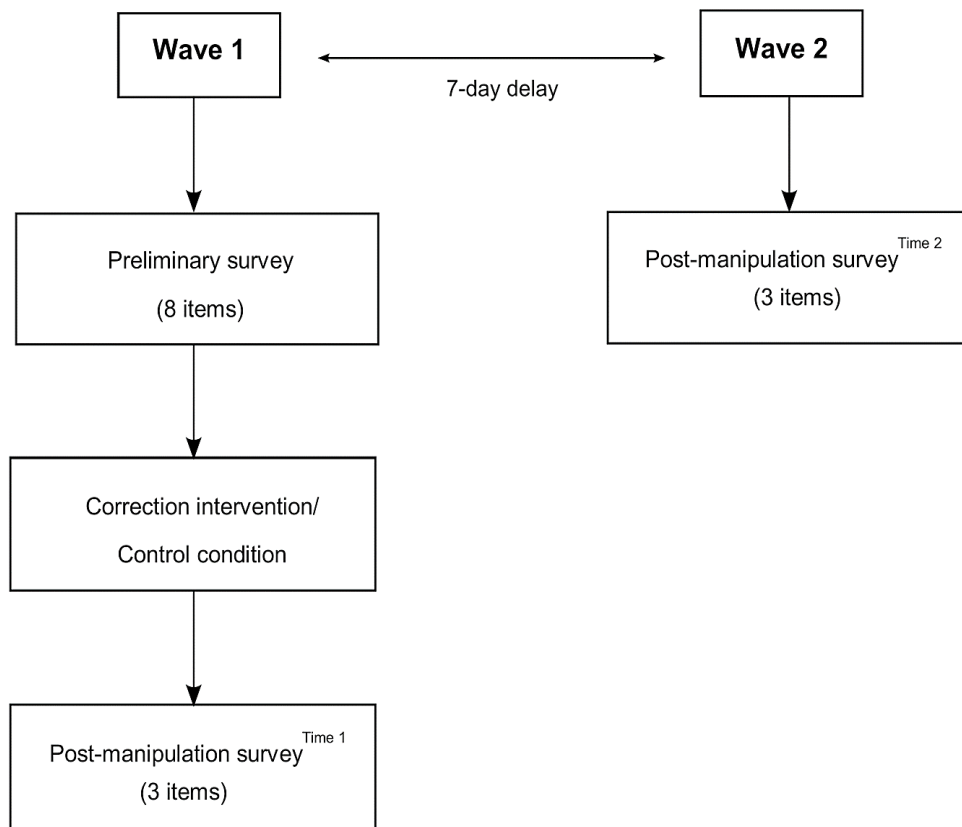 Wave 1
Wave 2
7-day delay
Preliminary survey
(8 items)
Post-manipulation survey Time 2
(3 items)
Correction intervention/
Control condition
Post-manipulation survey Time 1
(3 items)